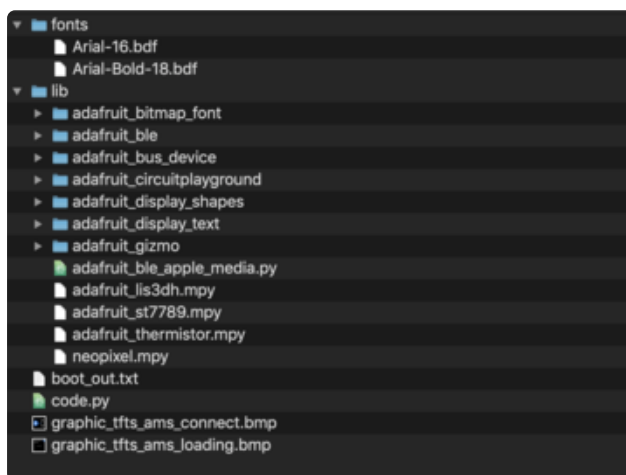 fonts
Arial-16.bdf
Arial-Bold-18.bdf
lib
adafruit_bitmap_font
adafruit_ble
adafruit_bus_device
adafruit_circuitplayground
adafruit_display_shapes
adafruit_display_text
adafruit_gizmo
adafruit_ble_apple_media.py
adafruit_lis3dh.mpy
adafruit_st7789.mpy
adafruit_thermistor.mpy
neopixel.mpy
boot_out.txt
code.py
graphic_tfts_ams_connect.bmp
graphic_tfts_ams_loading.bmp